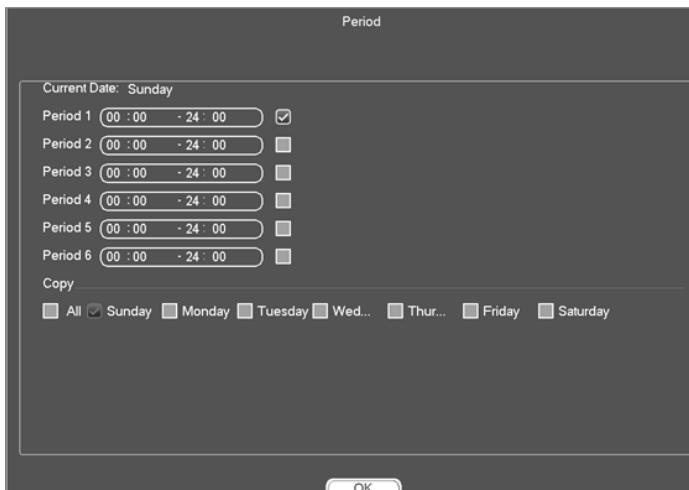 Period
Current Date: Sunday
Period 1 00 : 00 - 24 : 00
Period 2 00 : 00 - 24 : 00
Period 3 00 : 00 - 24 : 00
Period 4 00 : 00 - 24 : 00
Period 5 00 : 00 - 24 : 00
Period 6 00 : 00 - 24 : 00
Copy
All Sunday Monday Tuesday Wed... Thur... Friday Saturday
OK